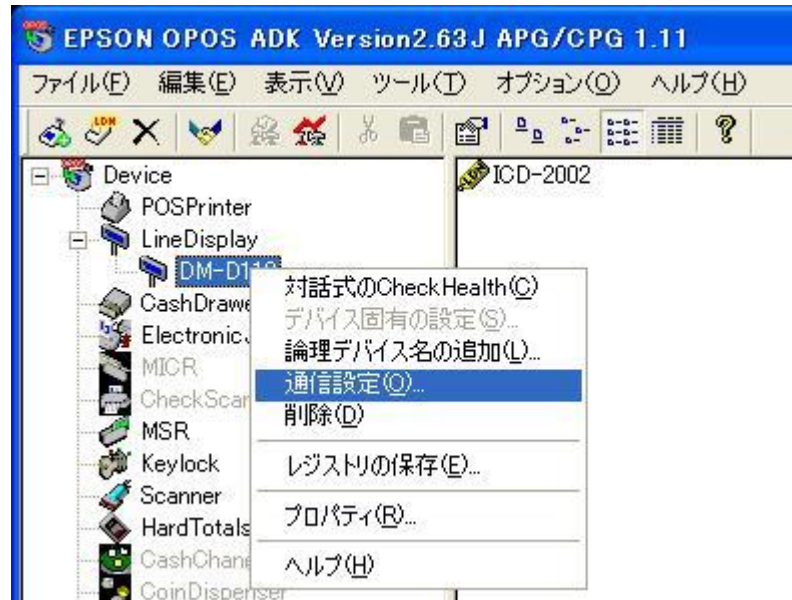 EPSON OPOS ADK Version2.63J APG/CPG 1.11
ファイル(F) 編集(E) 表示(V) ツール(T) オプション(O) ヘルプ(H)
Device
ICD-2002
POSPrinter
LineDisplay
対話式のCheckHealth(C)
デバイス固有の設定(S)...
論理デバイス名の追加(L)...
通信設定(O)...
削除(D)
レジストリの保存(E)...
プロパティ(R)...
ヘルプ(H)
MICR
MSR
Keylock
Scanner
HardTotals
CoinDispenser